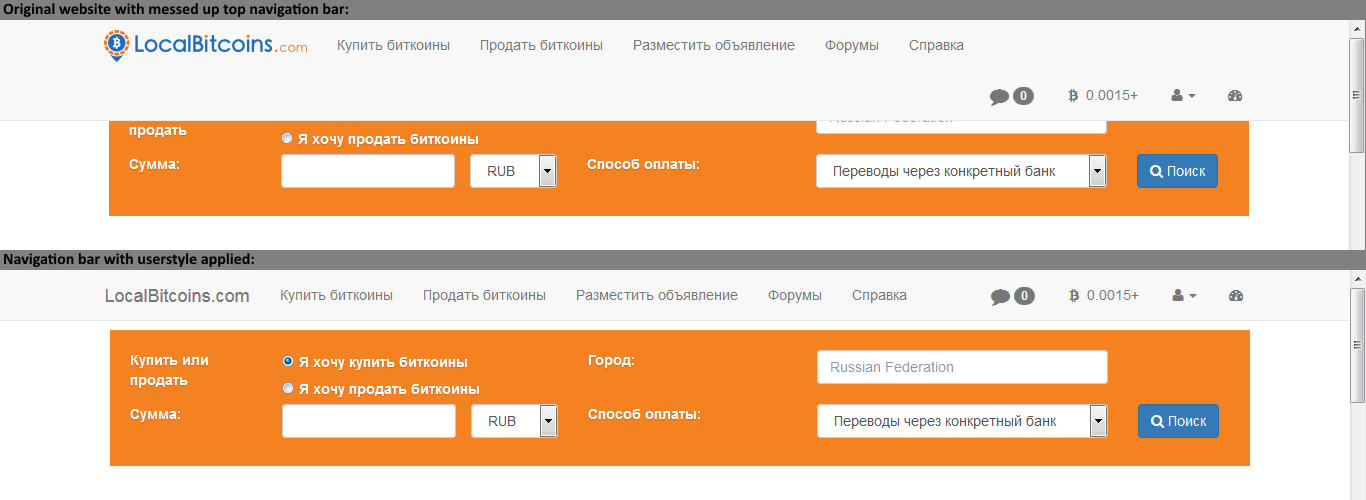 Original website with messed up top navigation bar:
LocalBitcoins.com Купить биткоины Продать биткоины Разместить объявление Форумы Справка
0 0.0015+
продать
Я хочу продать биткоины
Сумма: RUB Способ оплаты: Переводы через конкретный банк Поиск
Navigation bar with userstyle applied:
LocalBitcoins.com Купить биткоины Продать биткоины Разместить объявление Форумы Справка 0 0.0015+
Купить или Я хочу купить биткоины Город: Russian Federation
продать
Я хочу продать биткоины
Сумма: RUB Способ оплаты: Переводы через конкретный банк Поиск